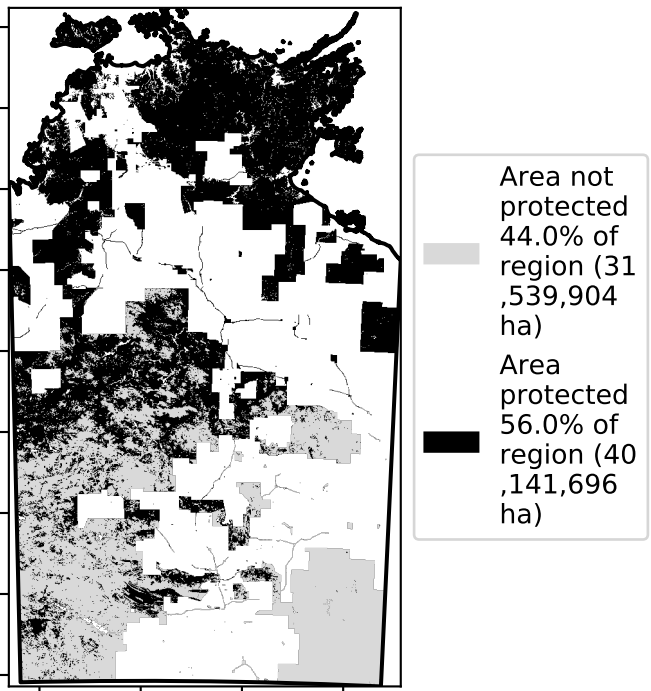 Area not
protected
44.0% of
region (31
,539,904
ha)
Area
protected
56.0% of
region (40
,141,696
ha)